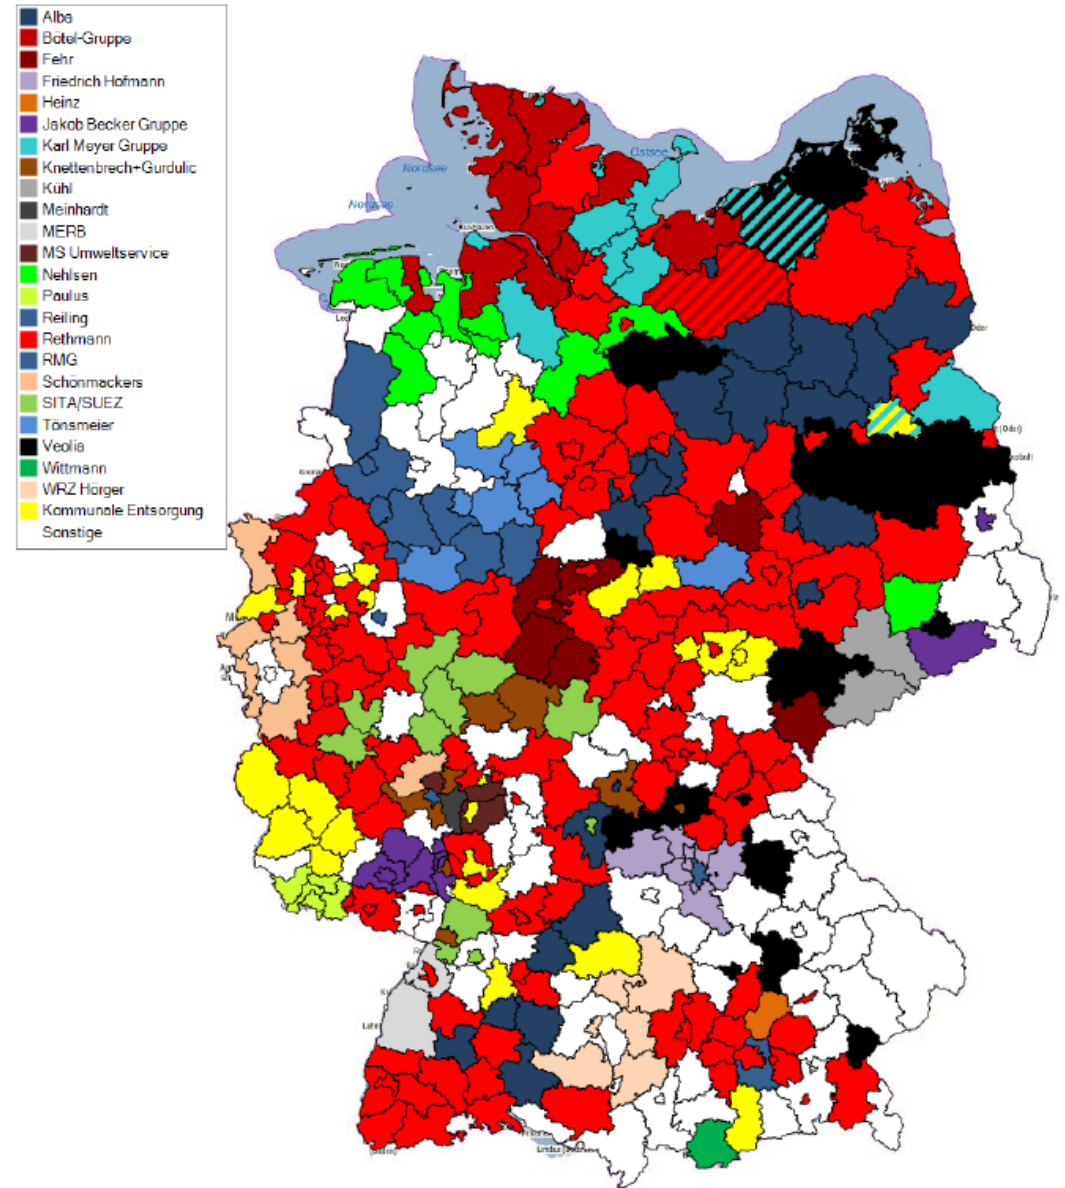 Alba
Bötel-Gruppe
Fehr
Friedrich Hofmann
Heinz
Jakob Becker Gruppe
Karl Meyer Gruppe
Knettenbrech+Gurdulic
Kühl
Meinhardt
MERB
MS Umweltservice
Nehlsen
Paulus
Reiling
Rethmann
RMG
Schönmackers
SITA/SUEZ
Tönsmeier
Veolia
Wittmann
WRZ Hörger
Kommunale Entsorgung
Sonstige
Ostsee
Nordsee
Nordsee